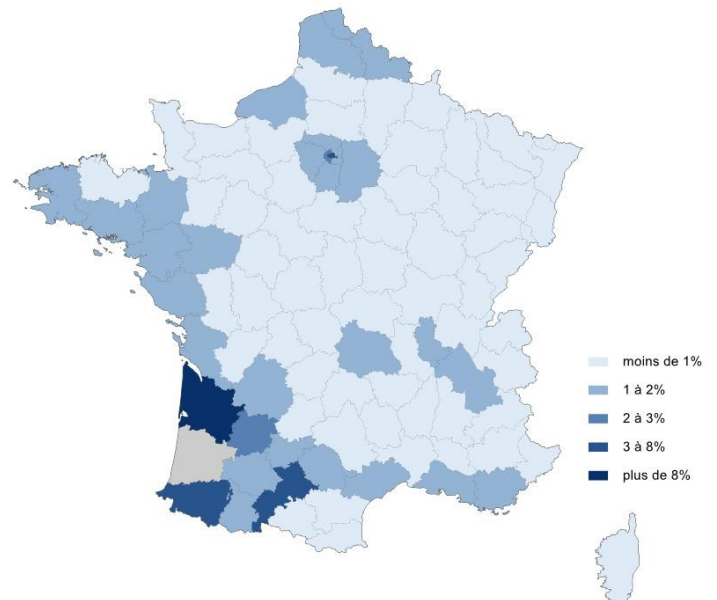 moins de 1%
1 à 2%
2 à 3%
3 à 8%
plus de 8%